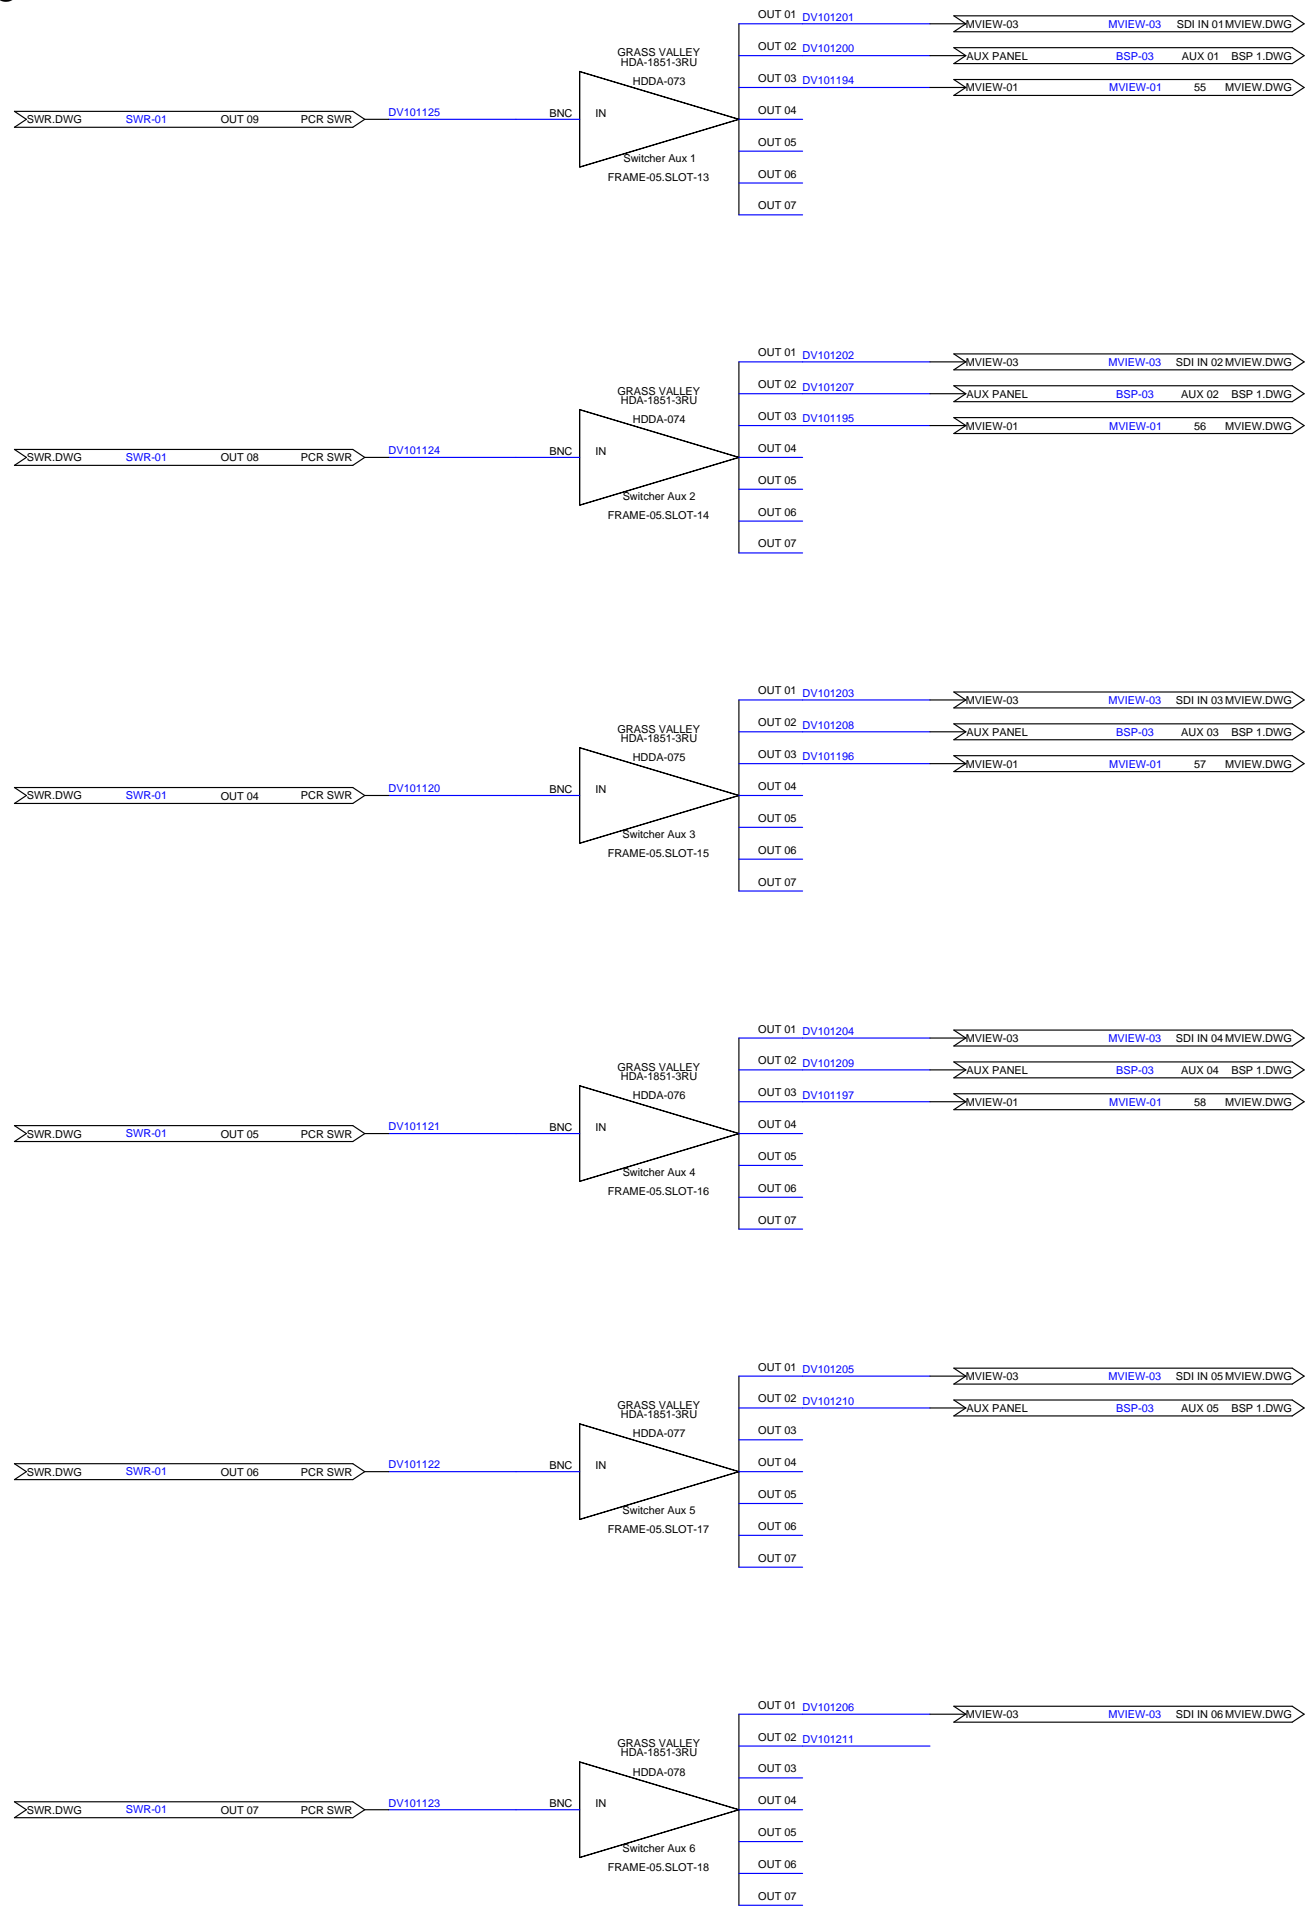 OUT 01 DV101201 MVIEW-03 MVIEW-03 SDI IN 01 MVIEW.DWG
OUT 02 DV101200 AUX PANEL BSP-03 AUX 01 BSP 1.DWG
GRASS VALLEY
HDA-1851-3RU
HDDA-073
OUT 03 DV101194 MVIEW-01 MVIEW-01 55 MVIEW.DWG
OUT 04
SWR.DWG SWR-01 OUT 09 PCR SWR DV101125 BNC IN
OUT 05
Switcher Aux 1
FRAME-05.SLOT-13
OUT 06
OUT 07
OUT 01 DV101202 MVIEW-03 MVIEW-03 SDI IN 02 MVIEW.DWG
OUT 02 DV101207 AUX PANEL BSP-03 AUX 02 BSP 1.DWG
GRASS VALLEY
HDA-1851-3RU
HDDA-074
OUT 03 DV101195 MVIEW-01 MVIEW-01 56 MVIEW.DWG
OUT 04
SWR.DWG SWR-01 OUT 08 PCR SWR DV101124 BNC IN
OUT 05
Switcher Aux 2
FRAME-05.SLOT-14
OUT 06
OUT 07
OUT 01 DV101203 MVIEW-03 MVIEW-03 SDI IN 03 MVIEW.DWG
OUT 02 DV101208 AUX PANEL BSP-03 AUX 03 BSP 1.DWG
GRASS VALLEY
HDA-1851-3RU
HDDA-075
OUT 03 DV101196 MVIEW-01 MVIEW-01 57 MVIEW.DWG
OUT 04
SWR.DWG SWR-01 OUT 04 PCR SWR DV101120 BNC IN
OUT 05
Switcher Aux 3
FRAME-05.SLOT-15
OUT 06
OUT 07
OUT 01 DV101204 MVIEW-03 MVIEW-03 SDI IN 04 MVIEW.DWG
OUT 02 DV101209 AUX PANEL BSP-03 AUX 04 BSP 1.DWG
GRASS VALLEY
HDA-1851-3RU
HDDA-076
OUT 03 DV101197 MVIEW-01 MVIEW-01 58 MVIEW.DWG
OUT 04
SWR.DWG SWR-01 OUT 05 PCR SWR DV101121 BNC IN
OUT 05
Switcher Aux 4
FRAME-05.SLOT-16
OUT 06
OUT 07
OUT 01 DV101205 MVIEW-03 MVIEW-03 SDI IN 05 MVIEW.DWG
OUT 02 DV101210 AUX PANEL BSP-03 AUX 05 BSP 1.DWG
GRASS VALLEY
HDA-1851-3RU
HDDA-077
OUT 03
OUT 04
SWR.DWG SWR-01 OUT 06 PCR SWR DV101122 BNC IN
OUT 05
Switcher Aux 5
FRAME-05.SLOT-17
OUT 06
OUT 07
OUT 01 DV101206 MVIEW-03 MVIEW-03 SDI IN 06 MVIEW.DWG
OUT 02 DV101211
GRASS VALLEY
HDA-1851-3RU
HDDA-078
OUT 03
OUT 04
SWR.DWG SWR-01 OUT 07 PCR SWR DV101123 BNC IN
OUT 05
Switcher Aux 6
FRAME-05.SLOT-18
OUT 06
OUT 07